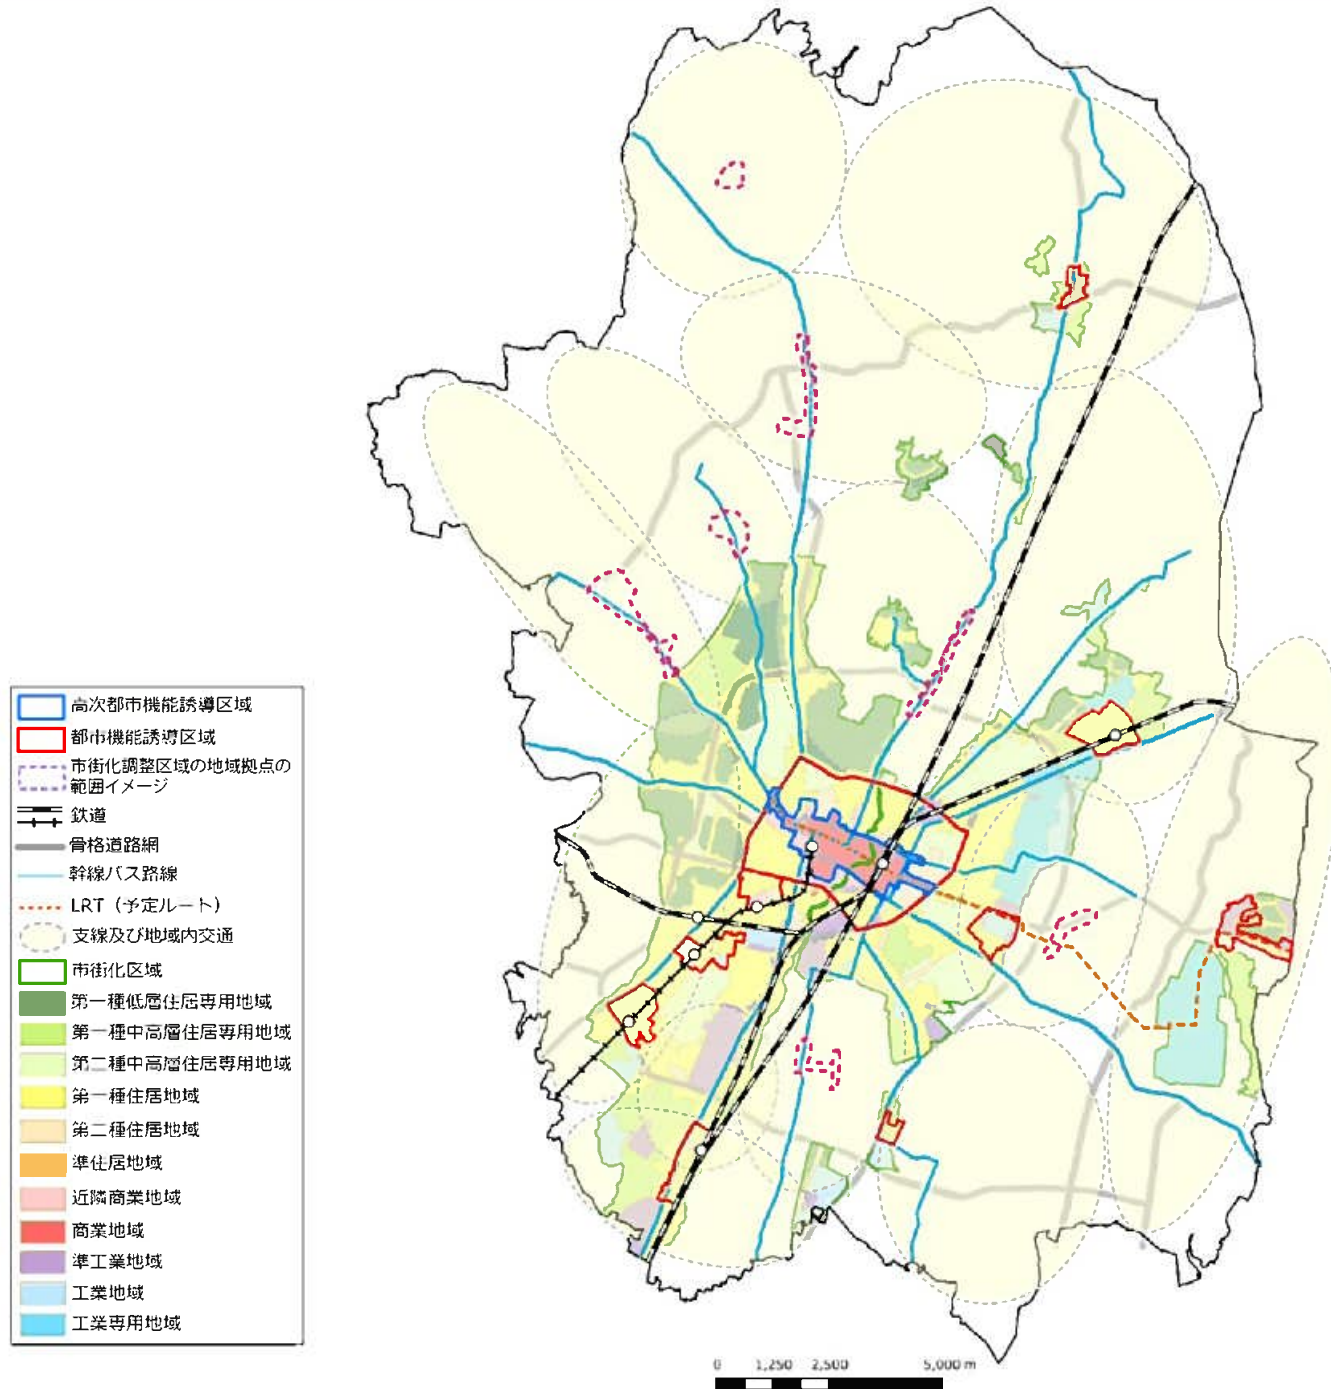 高次都市機能誘導区域
都市機能誘導区域
市街化調整区域の地域拠点の
範囲イメージ
鉄道
骨格道路網
幹線バス路線
LRT（予定ルート）
支線及び地域内交通
市街化区域
第一種低層住居専用地域
第一種中高層住居専用地域
第二種中高層住居専用地域
第一種住居地域
第二種住居地域
準住居地域
近隣商業地域
商業地域
準工業地域
工業地域
工業専用地域
0 1,250 2,500 5,000 m